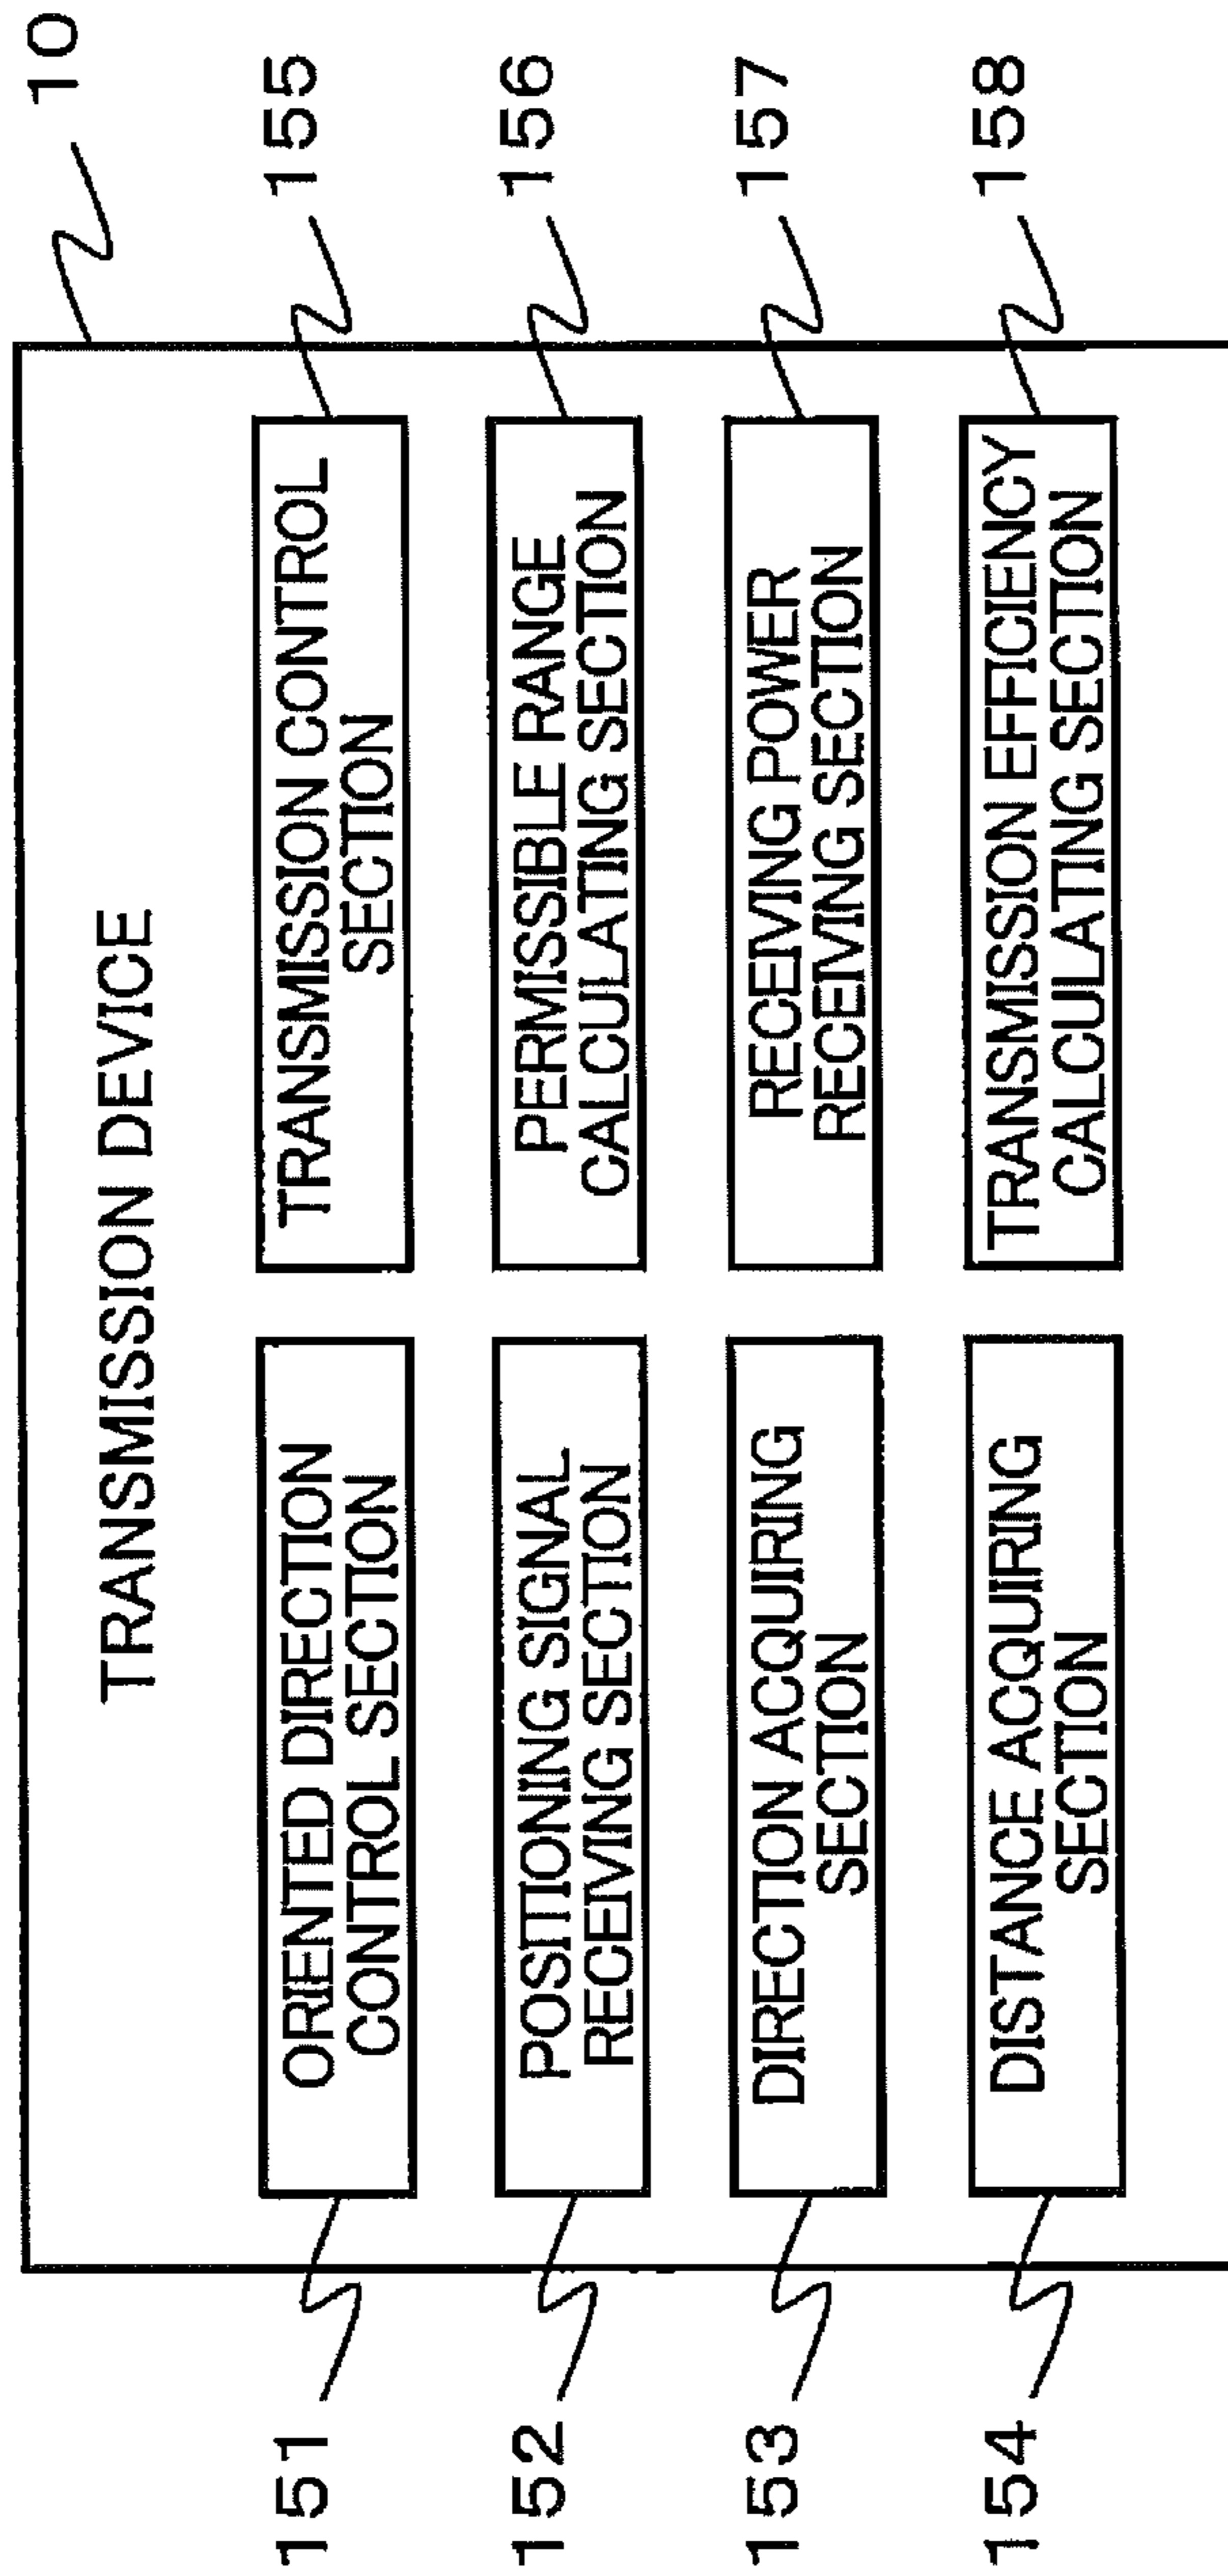 10
TRANSMISSION DEVICE
151
ORIENTED DIRECTION
CONTROL SECTION
TRANSMISSION CONTROL
SECTION
155
152
POSITIONING SIGNAL
RECEIVING SECTION
PERMISSIBLE RANGE
CALCULATING SECTION
156
153
DIRECTION ACQUIRING
SECTION
RECEIVING POWER
RECEIVING SECTION
157
154
DISTANCE ACQUIRING
SECTION
TRANSMISSION EFFICIENCY
CALCULATING SECTION
158